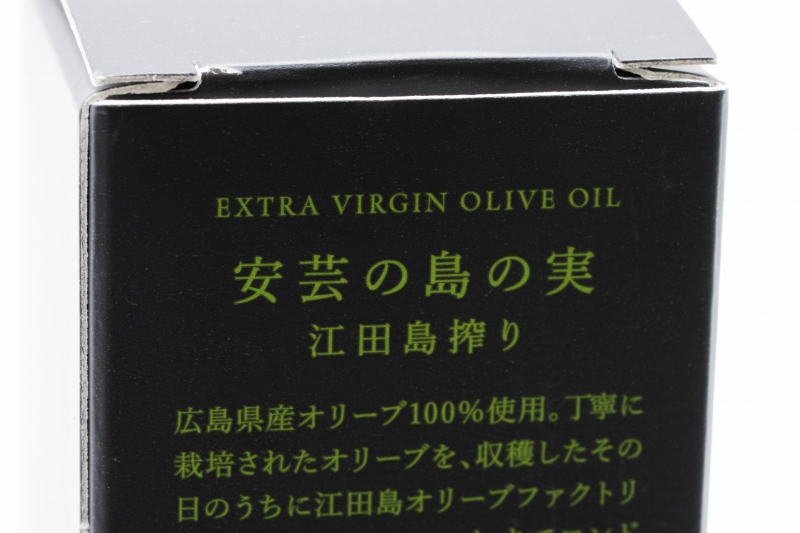 EXTRA VIRGIN OLIVE OIL
安芸の島の実
江田島搾り
広島県産オリーブ100%使用。丁寧に
栽培されたオリーブを、収穫したその
日のうちに江田島オリーブファクトリ